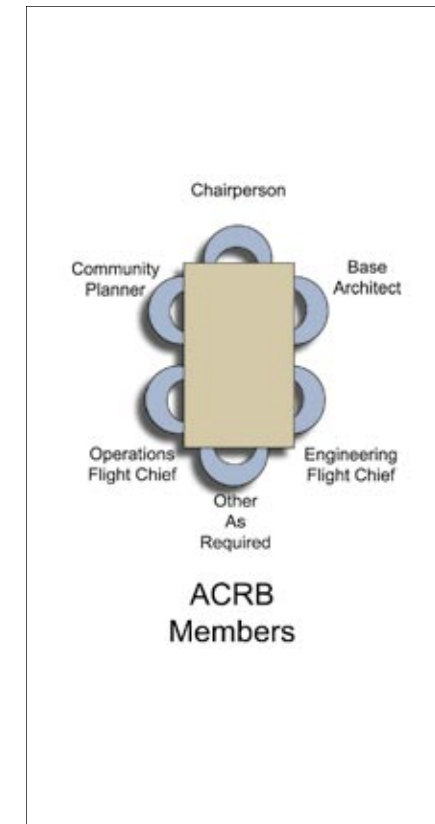 Chairperson
Community
Planner
Base
Architect
Operations
Flight Chief
Engineering
Flight Chief
Other
As
Required
ACRB
Members